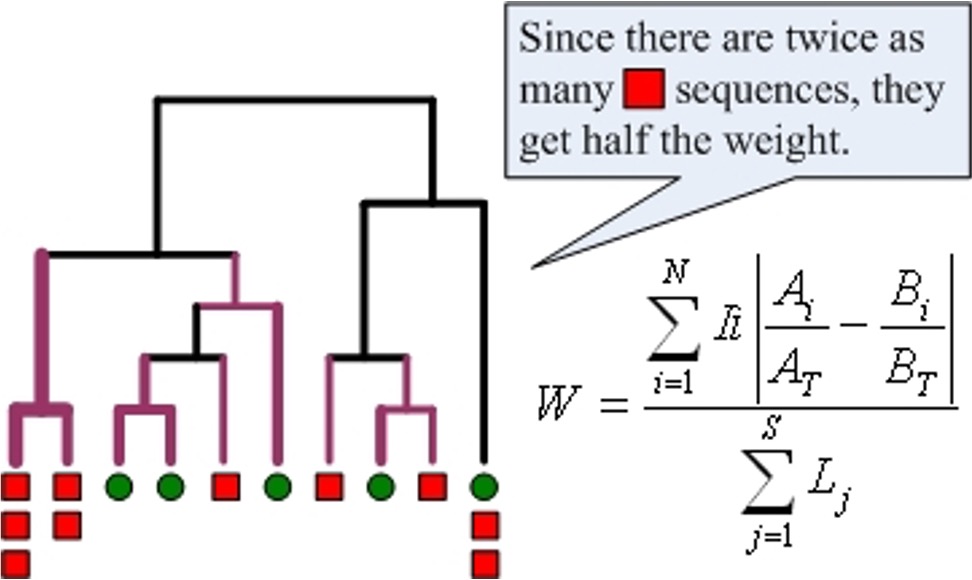 Since there are twice as
many sequences, they
get half the weight.
W = \frac{\sum_{i=1}^{N} \left| \frac{A_i}{A_T} - \frac{B_i}{B_T} \right|}{\sum_{j=1}^{S} L_j}